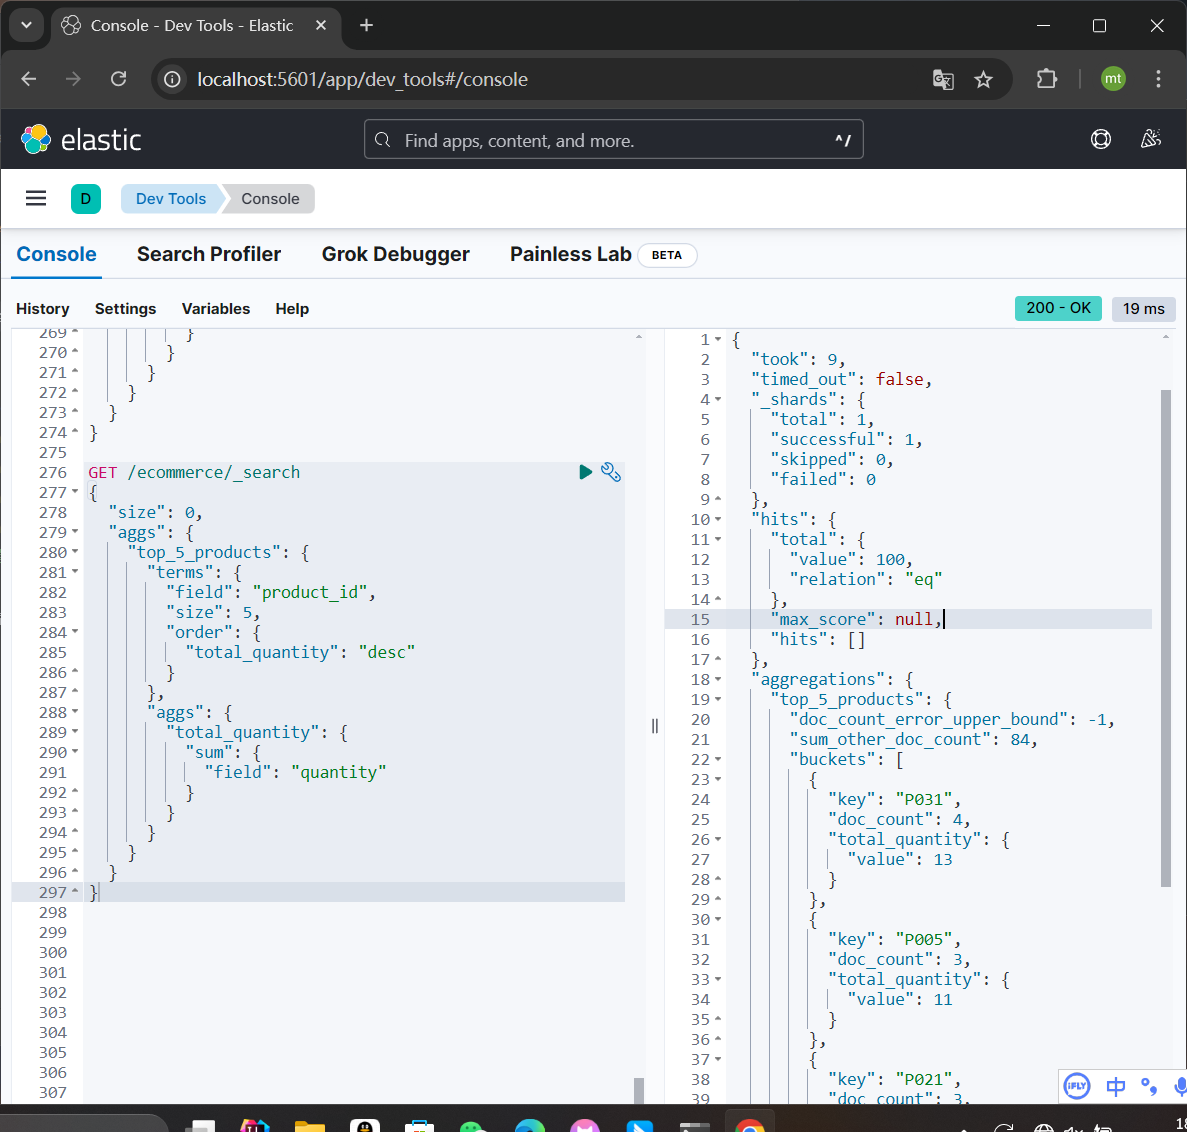 Console - Dev Tools - Elastic
localhost:5601/app/dev_tools#/console
mt
elastic
Find apps, content, and more.
^/
D
Dev Tools
Console
Console
Search Profiler
Grok Debugger
Painless Lab
BETA
History
Settings
Variables
Help
200 - OK
19 ms
269 }
270 }
271 }
272 }
273 }
274 }
275
276 GET /ecommerce/_search
277 {
278 "size": 0,
279 "aggs": {
280 "top_5_products": {
281 "terms": {
282 "field": "product_id",
283 "size": 5,
284 "order": {
285 "total_quantity": "desc"
286 }
287 },
288 "aggs": {
289 "total_quantity": {
290 "sum": {
291 "field": "quantity"
292 }
293 }
294 }
295 }
296 }
297 }
298
299
300
301
302
303
304
305
306
307
1 {
2 "took": 9,
3 "timed_out": false,
4 "_shards": {
5 "total": 1,
6 "successful": 1,
7 "skipped": 0,
8 "failed": 0
9 },
10 "hits": {
11 "total": {
12 "value": 100,
13 "relation": "eq"
14 },
15 "max_score": null,
16 "hits": []
17 },
18 "aggregations": {
19 "top_5_products": {
20 "doc_count_error_upper_bound": -1,
21 "sum_other_doc_count": 84,
22 "buckets": [
23 {
24 "key": "P031",
25 "doc_count": 4,
26 "total_quantity": {
27 "value": 13
28 }
29 },
30 {
31 "key": "P005",
32 "doc_count": 3,
33 "total_quantity": {
34 "value": 11
35 }
36 },
37 {
38 "key": "P021",
39 "doc_count": 3,
iFLY 中